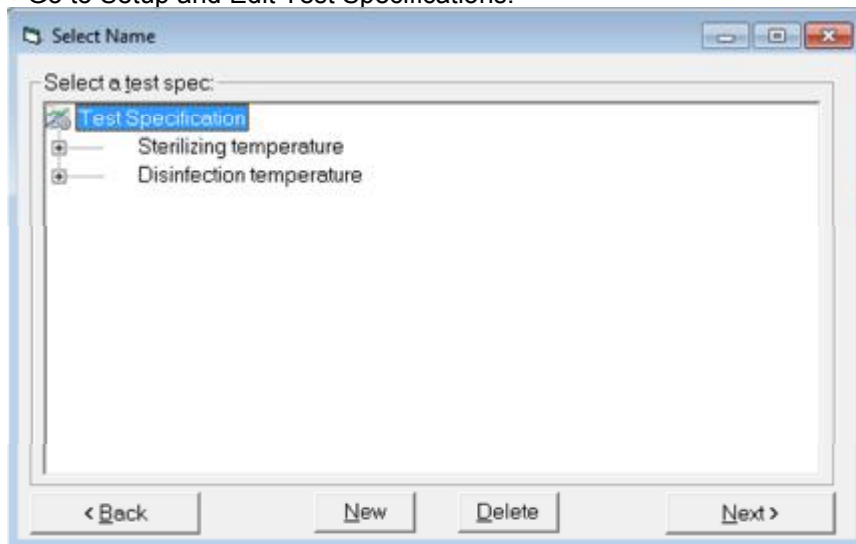 Go to Setup and Edit Test Specifications.
Select Name
Select a test spec:
Test Specification
Sterilizing temperature
Disinfection temperature
< Back New Delete Next >